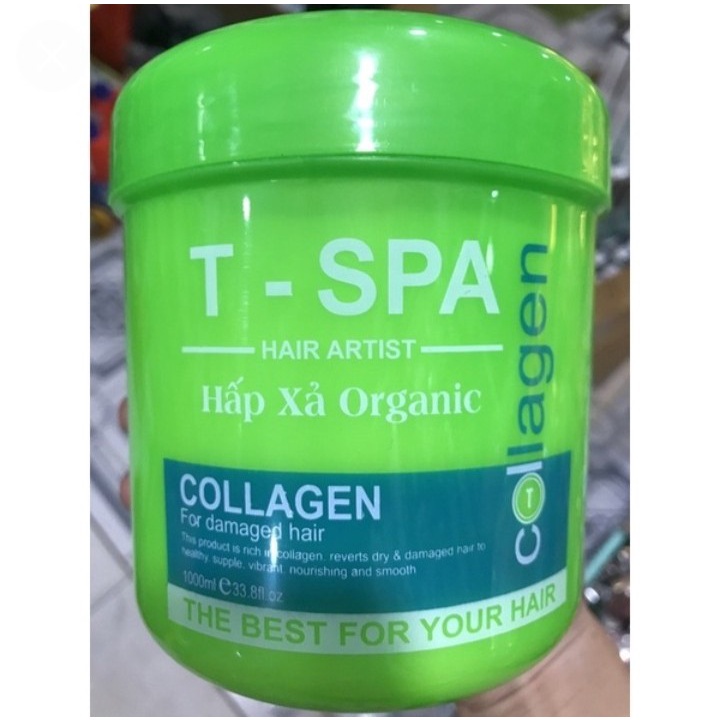 T - SPA
HAIR ARTIST
Hấp Xả Organic
Collagen
T
COLLAGEN
For damaged hair
This product is rich in collagen, reverts dry & damaged hair to
healthy, supple, vibrant, nourishing and smooth
1000ml ℮33.8fl.oz
THE BEST FOR YOUR HAIR